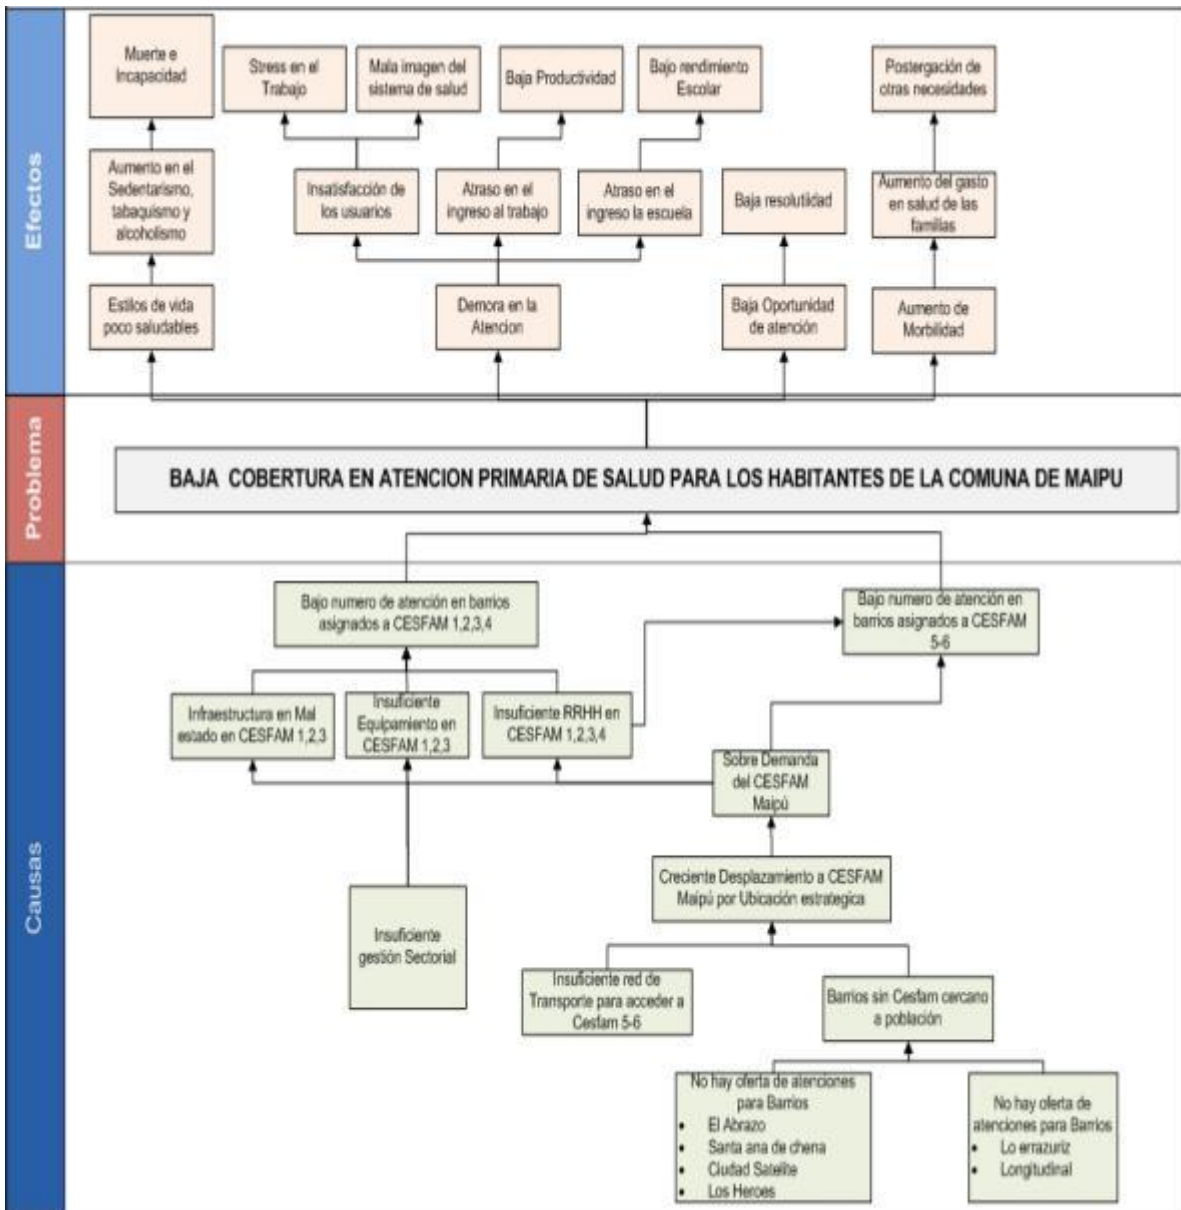 Efectos
Muerte e
Incapacidad
Stress en el
Trabajo
Mala imagen del
sistema de salud
Baja Productividad
Bajo rendimiento
Escolar
Postergación de
otras necesidades
Aumento en el
Sedentarismo,
tabaquismo y
alcoholismo
Insatisfacción de
los usuarios
Atraso en el
ingreso al trabajo
Atraso en el
ingreso la escuela
Baja resolutiidad
Aumento del gasto
en salud de las
familias
Estilos de vida
poco saludables
Demora en la
Atencion
Baja Oportunidad
de atención
Aumento de
Morbilidad
Problema
BAJA COBERTURA EN ATENCION PRIMARIA DE SALUD PARA LOS HABITANTES DE LA COMUNA DE MAIPU
Causas
Bajo numero de atención en barrios
asignados a CESFAM 1,2,3,4
Bajo numero de atención en
barrios asignados a CESFAM
5-6
Infraestructura en Mal
estado en CESFAM 1,2,3
Insuficiente
Equipamiento en
CESFAM 1,2,3
Insuficiente RRHH en
CESFAM 1,2,3,4
Sobre Demanda
del CESFAM
Maipú
Creciente Desplazamiento a CESFAM
Maípú por Ubicación estrategica
Insuficiente
gestión Sectorial
Insuficiente red de
Transporte para acceder a
Cesfam 5-6
Barrios sin Cesfam cercano
a población
No hay oferta de atenciones
para Barrios
• El Abrazo
• Santa ana de chena
• Ciudad Satelite
• Los Heroes
No hay oferta de
atenciones para Barrios
• Lo errazuriz
• Longitudinal